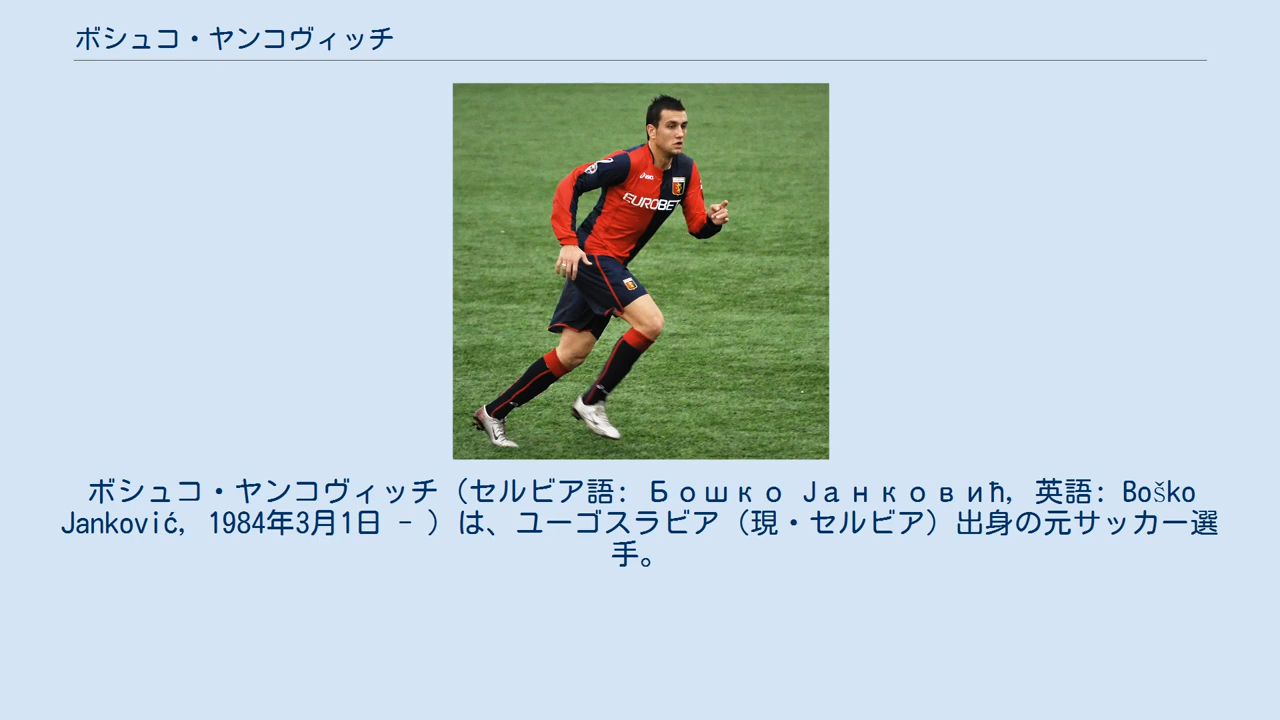 ボシュコ・ヤンコヴィッチ
EUROBET
ボシュコ・ヤンコヴィッチ（セルビア語: Бошко Јанковић, 英語: Boško
Janković, 1984年3月1日 - ）は、ユーゴスラビア（現・セルビア）出身の元サッカー選
手。